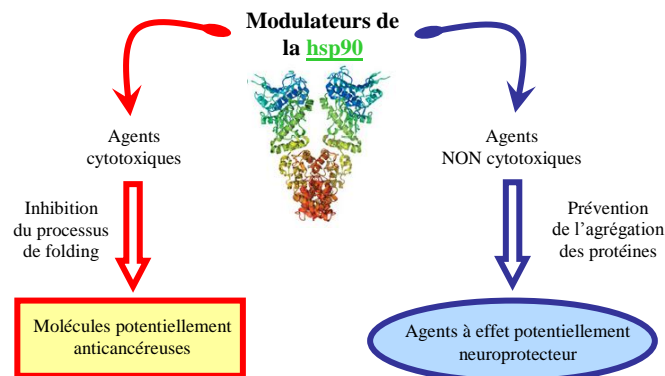 Modulateurs de
la hsp90
Agents
cytotoxiques
Agents
NON cytotoxiques
Inhibition
du processus
de folding
Prévention
de l'agrégation
des protéines
Molécules potentiellement
anticancéreuses
Agents à effet potentiellement
neuroprotecteur